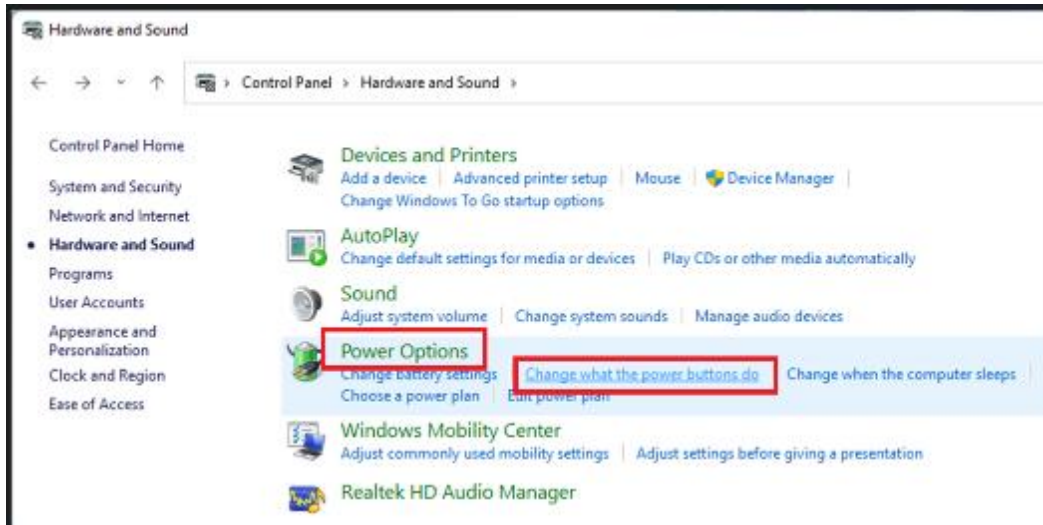 Hardware and Sound
Control Panel > Hardware and Sound >
Control Panel Home
System and Security
Network and Internet
Hardware and Sound
Programs
User Accounts
Appearance and
Personalization
Clock and Region
Ease of Access
Devices and Printers
Add a device | Advanced printer setup | Mouse | Device Manager |
Change Windows To Go startup options
AutoPlay
Change default settings for media or devices | Play CDs or other media automatically
Sound
Adjust system volume | Change system sounds | Manage audio devices
Power Options
Change battery settings | Change what the power buttons do | Change when the computer sleeps |
Choose a power plan | Edit power plan
Windows Mobility Center
Adjust commonly used mobility settings | Adjust settings before giving a presentation
Realtek HD Audio Manager